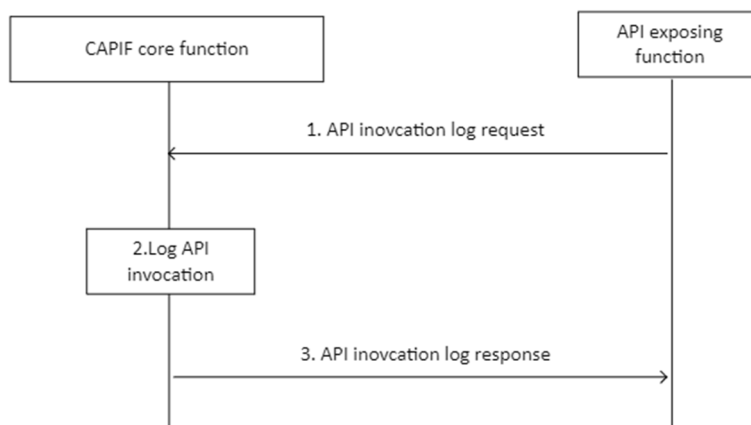 CAPIF core function
API exposing
function
1. API inovcation log request
2.Log API
invocation
3. API inovcation log response